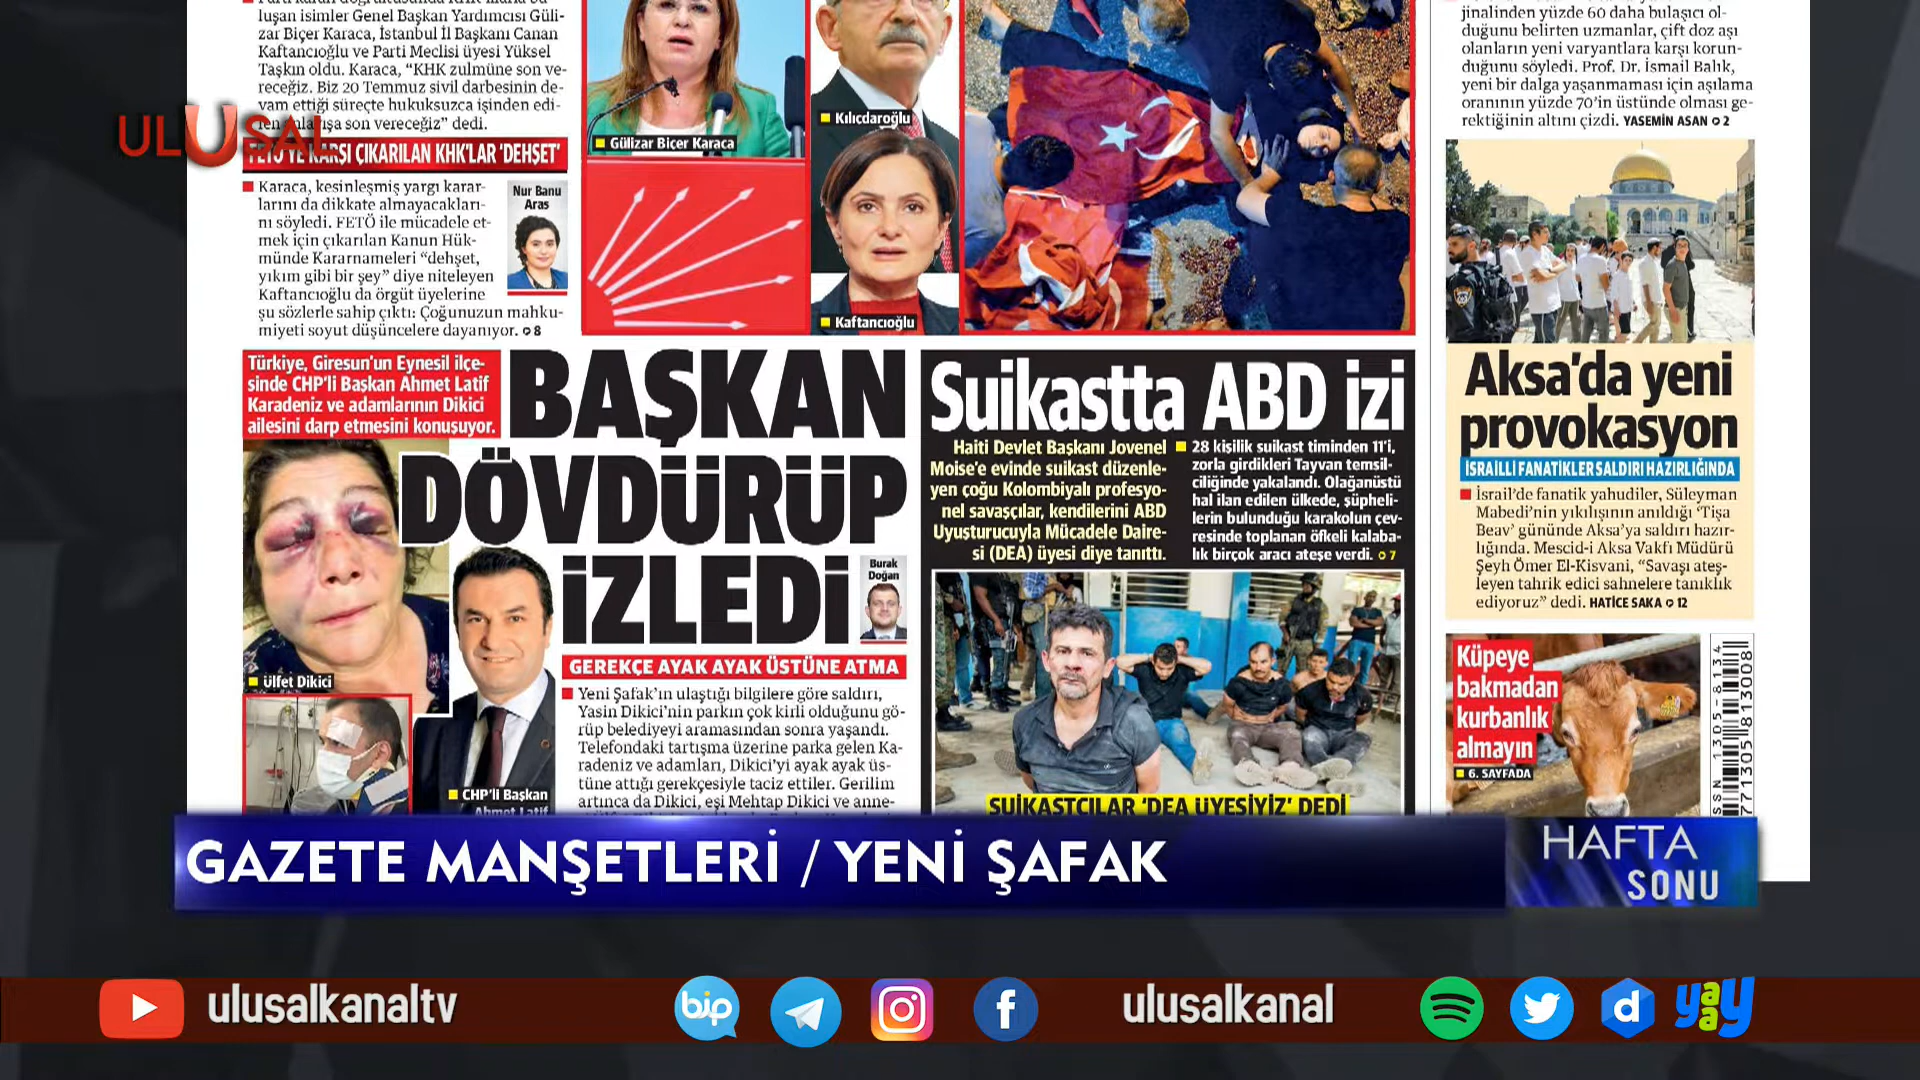 luşan isimler Genel Başkan Yardımcısı Güli-
zar Biçer Karaca, İstanbul İl Başkanı Canan
Kaftancıoğlu ve Parti Meclisi üyesi Yüksel
Taşkın oldu. Karaca, “KHK zulmüne son ve-
receğiz. Biz 20 Temmuz sivil darbesinin de-
vam ettiği süreçte hukuksuzca işinden edi-
son vereceğiz” dedi.
ULUSAL
FETÖ'YE KARŞI ÇIKARILAN KHK'LAR 'DEHŞET'
Karaca, kesinleşmiş yargı karar-
larını da dikkate almayacakları-
nı söyledi. FETÖ ile mücadele et-
mek için çıkarılan Kanun Hük-
münde Kararnameleri “dehşet,
yıkım gibi bir şey” diye niteleyen
Kaftancıoğlu da örgüt üyelerine
şu sözlerle sahip çıktı: Çoğunuzun mahku-
miyeti soyut düşüncelere dayanıyor. 8
Nur Banu
Aras
Gülizar Biçer Karaca
Kılıçdaroğlu
Kaftancıoğlu
jinalinden yüzde 60 daha bulaşıcı ol-
duğunu belirten uzmanlar, çift doz aşı
olanların yeni varyantlara karşı korun-
duğunu söyledi. Prof. Dr. İsmail Balık,
yeni bir dalga yaşanmaması için aşılama
oranının yüzde 70'in üstünde olması ge-
rektiğinin altını çizdi. YASEMİN ASAN 2
Türkiye, Giresun'un Eynesil ilçe-
sinde CHP'li Başkan Ahmet Latif
Karadeniz ve adamlarının Dikici
ailesini darp etmesini konuşuyor.
BAŞKAN
DÖVDÜRÜP
İZLEDİ
Burak
Doğan
Ülfet Dikici
CHP'li Başkan
Ahmet Latif
GEREKÇE AYAK AYAK ÜSTÜNE ATMA
Yeni Şafak'ın ulaştığı bilgilere göre saldırı,
Yasin Dikici'nin parkın çok kirli olduğunu gö-
rüp belediyeyi aramasından sonra yaşandı.
Telefondaki tartışma üzerine parka gelen Ka-
radeniz ve adamları, Dikici'yi ayak ayak üs-
tüne attığı gerekçesiyle taciz ettiler. Gerilim
artınca da Dikici, eşi Mehtap Dikici ve anne-
Suikastta ABD izi
Haiti Devlet Başkanı Jovenel
Moise'e evinde suikast düzenle-
yen çoğu Kolombiyalı profesyo-
nel savaşçılar, kendilerini ABD
Uyuşturucuyla Mücadele Daire-
si (DEA) üyesi diye tanıttı.
28 kişilik suikast timinden 11'i,
zorla girdikleri Tayvan temsil-
ciliğinde yakalandı. Olağanüstü
hal ilan edilen ülkede, şüpheli-
lerin bulunduğu karakolun çev-
resinde toplanan öfkeli kalaba-
lık birçok aracı ateşe verdi. 7
SUİKASTÇILAR 'DEA ÜYESİYİZ' DEDİ
Aksa'da yeni
provokasyon
İSRAİLLİ FANATİKLER SALDIRI HAZIRLIĞINDA
İsrail'de fanatik yahudiler, Süleyman
Mabedi'nin yıkılışının anıldığı ‘Tişa
Beav’ gününde Aksa'ya saldırı hazır-
lığında. Mescid-i Aksa Vakfı Müdürü
Şeyh Ömer El-Kisvani, “Savaşı ateş-
leyen tahrik edici sahnelere tanıklık
ediyoruz” dedi. HATİCE SAKA 12
Küpeye
bakmadan
kurbanlık
almayın
6. SAYFADA
ISSN 1305-8134
771305 813008
GAZETE MANŞETLERİ / YENİ ŞAFAK
HAFTA
SONU
ulusalkanaltv
bip
ulusalkanal
d
yaay